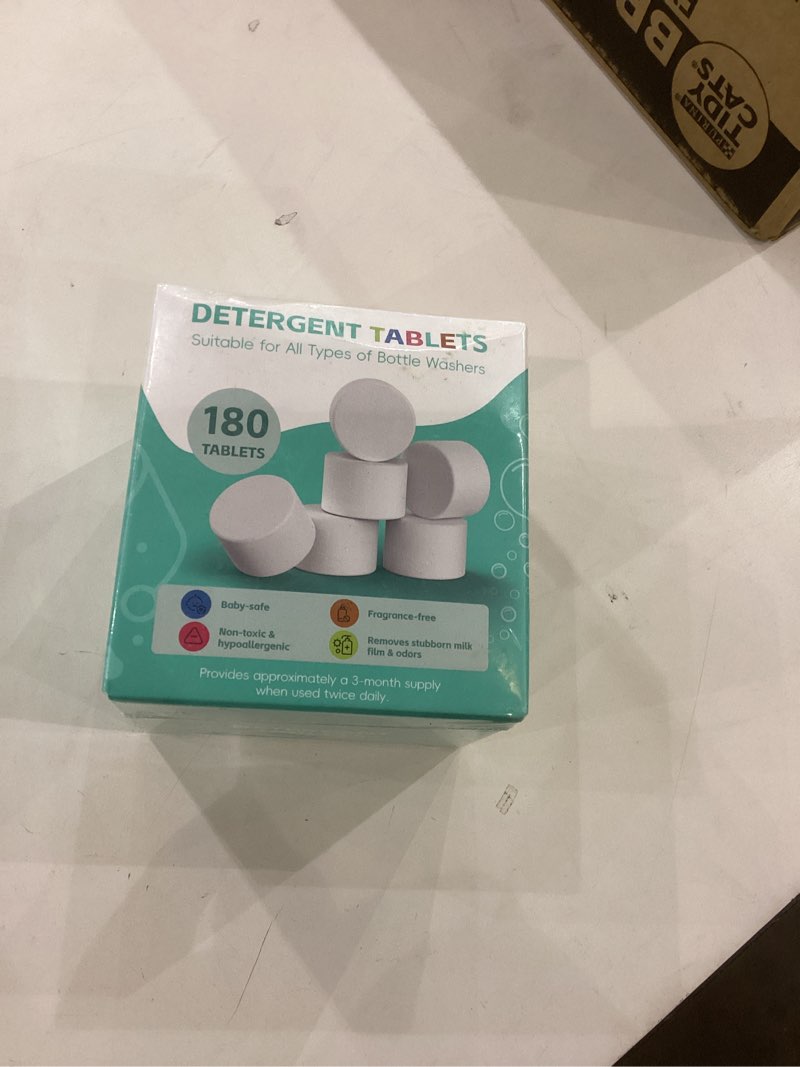 DETERGENT TABLETS
Suitable for All Types of Bottle Washers
180
TABLETS
Baby-safe
Fragrance-free
Non-toxic &
hypoallergenic
Removes stubborn milk
film & odors
Provides approximately a 3-month supply
when used twice daily.
PURINA®
TIDY
CATS®